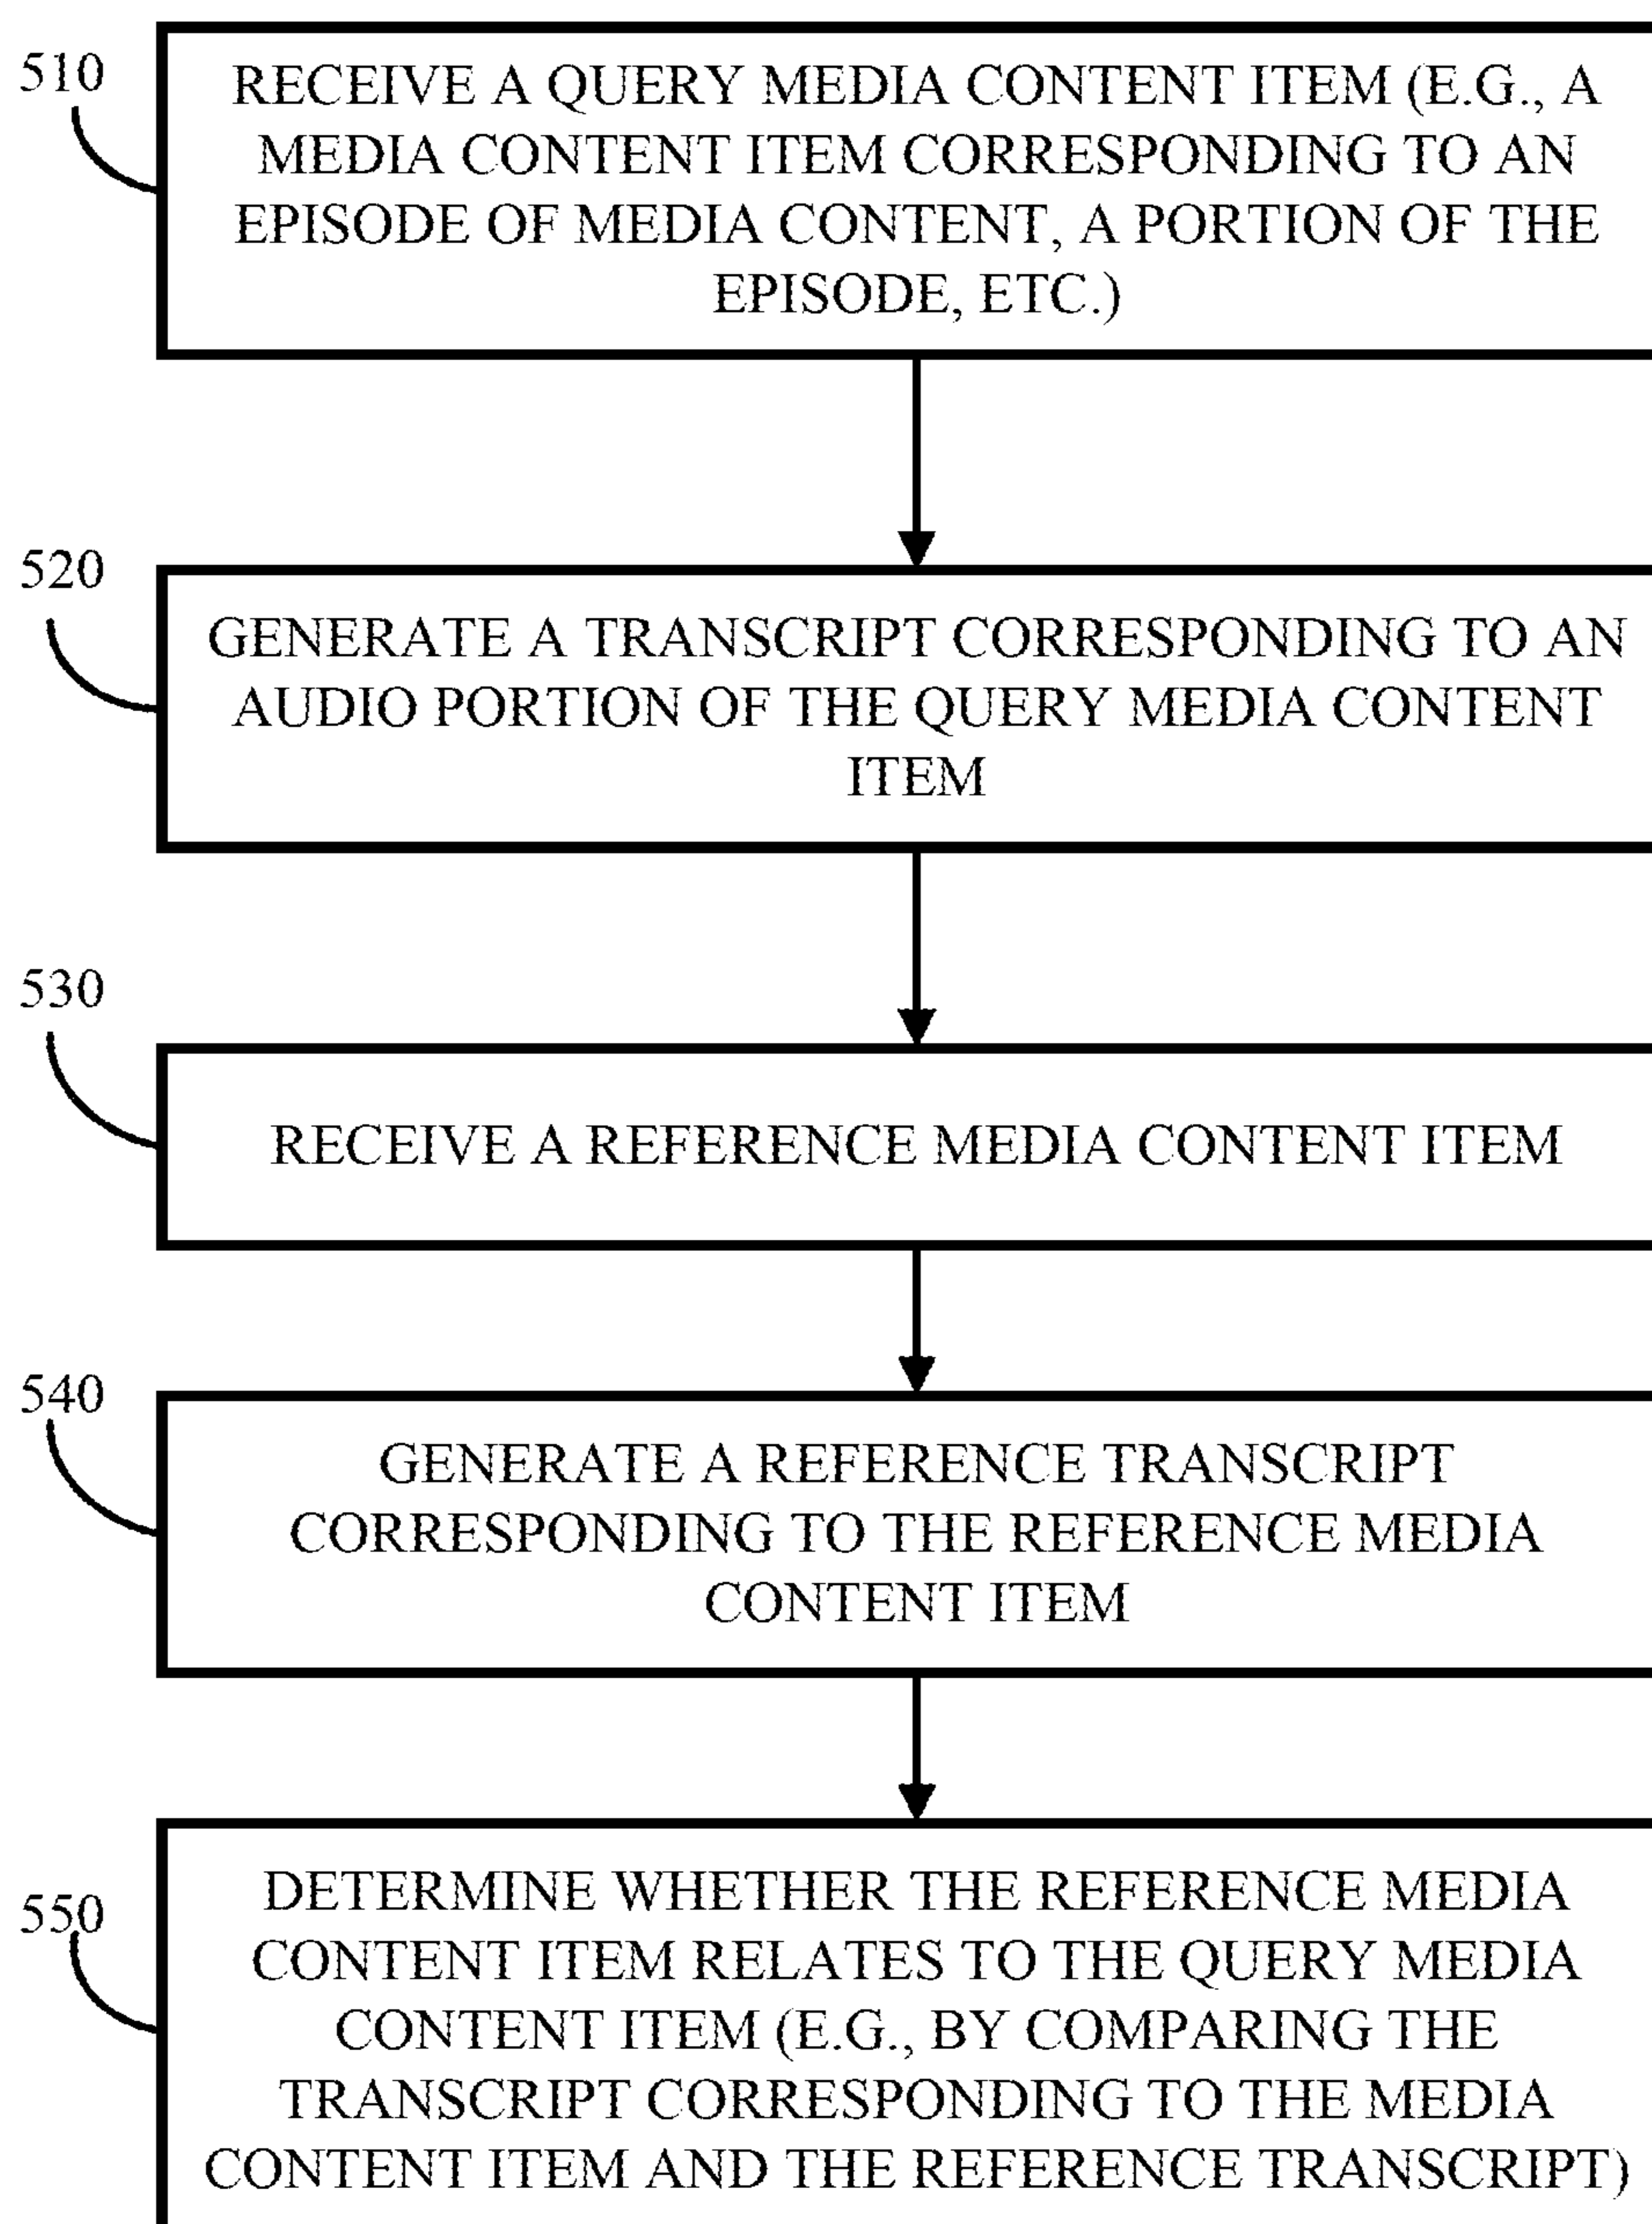 510
RECEIVE A QUERY MEDIA CONTENT ITEM (E.G., A
MEDIA CONTENT ITEM CORRESPONDING TO AN
EPISODE OF MEDIA CONTENT, A PORTION OF THE
EPISODE, ETC.)
520
GENERATE A TRANSCRIPT CORRESPONDING TO AN
AUDIO PORTION OF THE QUERY MEDIA CONTENT
ITEM
530
RECEIVE A REFERENCE MEDIA CONTENT ITEM
540
GENERATE A REFERENCE TRANSCRIPT
CORRESPONDING TO THE REFERENCE MEDIA
CONTENT ITEM
550
DETERMINE WHETHER THE REFERENCE MEDIA
CONTENT ITEM RELATES TO THE QUERY MEDIA
CONTENT ITEM (E.G., BY COMPARING THE
TRANSCRIPT CORRESPONDING TO THE MEDIA
CONTENT ITEM AND THE REFERENCE TRANSCRIPT)